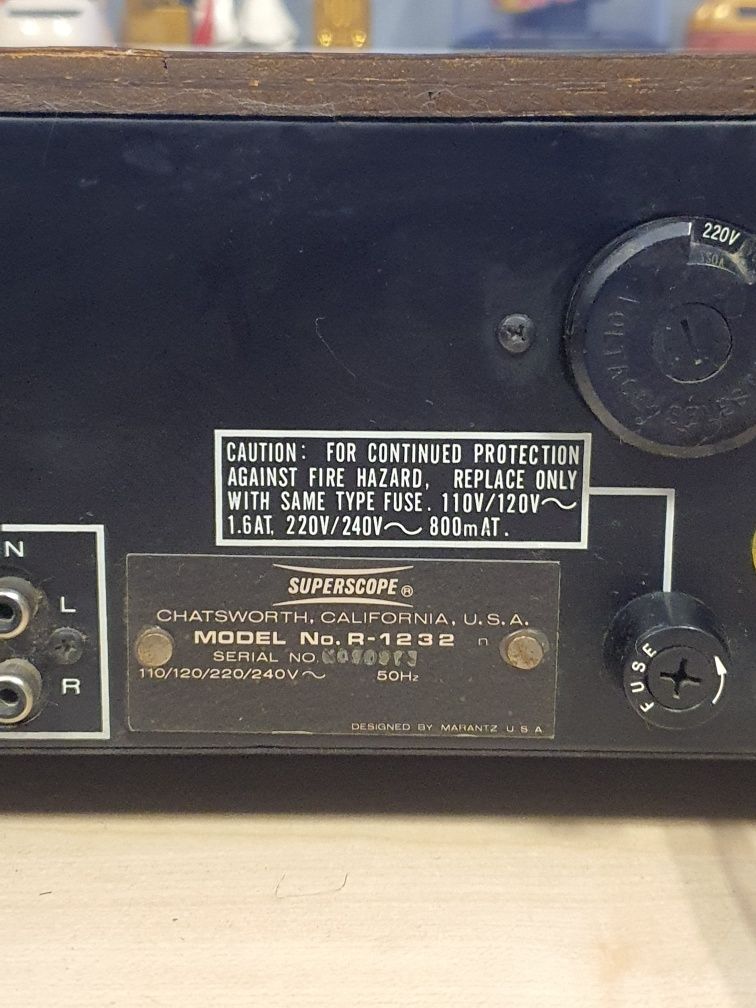 220V
CAUTION: FOR CONTINUED PROTECTION
AGAINST FIRE HAZARD, REPLACE ONLY
WITH SAME TYPE FUSE. 110V/120V～
1.6AT, 220V/240V～ 800mAT.
N
L
R
SUPERSCOPE®
CHATSWORTH, CALIFORNIA, U.S.A.
MODEL No. R-1232 n
SERIAL NO.
110/120/220/240V～ 50Hz
DESIGNED BY MARANTZ U S A
FUSE